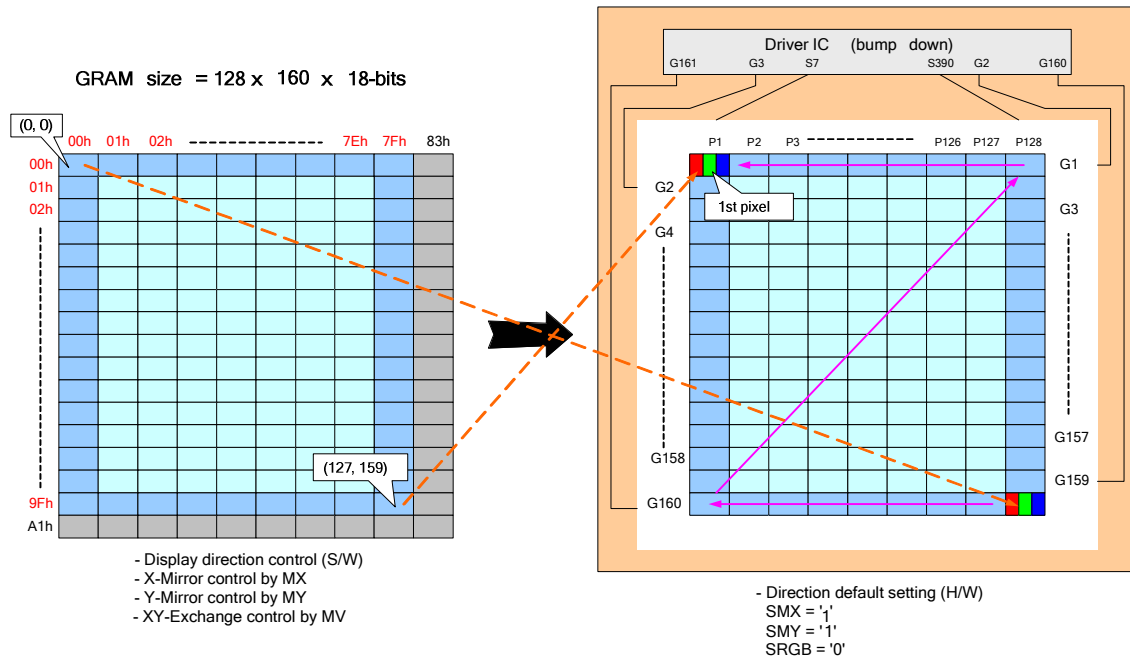 GRAM size = 128 x 160 x 18-bits
(0, 0)
00h 01h 02h 7Eh 7Fh 83h
00h
01h
02h
9Fh
A1h
(127, 159)
- Display direction control (S/W)
- X-Mirror control by MX
- Y-Mirror control by MY
- XY-Exchange control by MV
Driver IC (bump down)
G161 G3 S7 S390 G2 G160
P1 P2 P3 P126 P127 P128
G1
G2
1st pixel
G3
G4
G157
G158
G159
G160
- Direction default setting (H/W)
SMX = '1'
SMY = '1'
SRGB = '0'